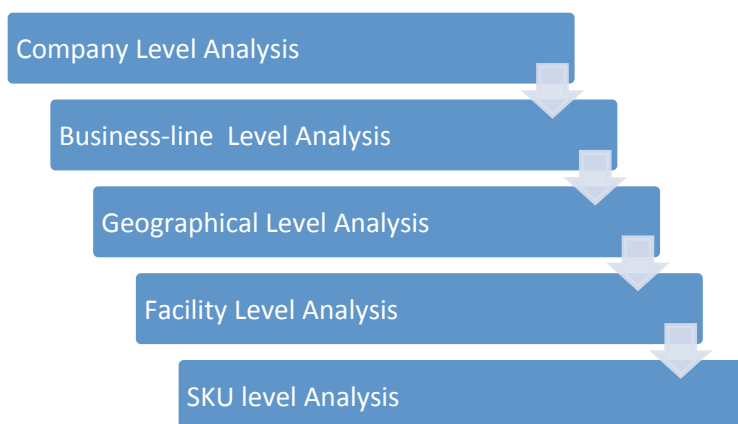 Company Level Analysis
Business-line  Level Analysis
Geographical Level Analysis
Facility Level Analysis
SKU level Analysis